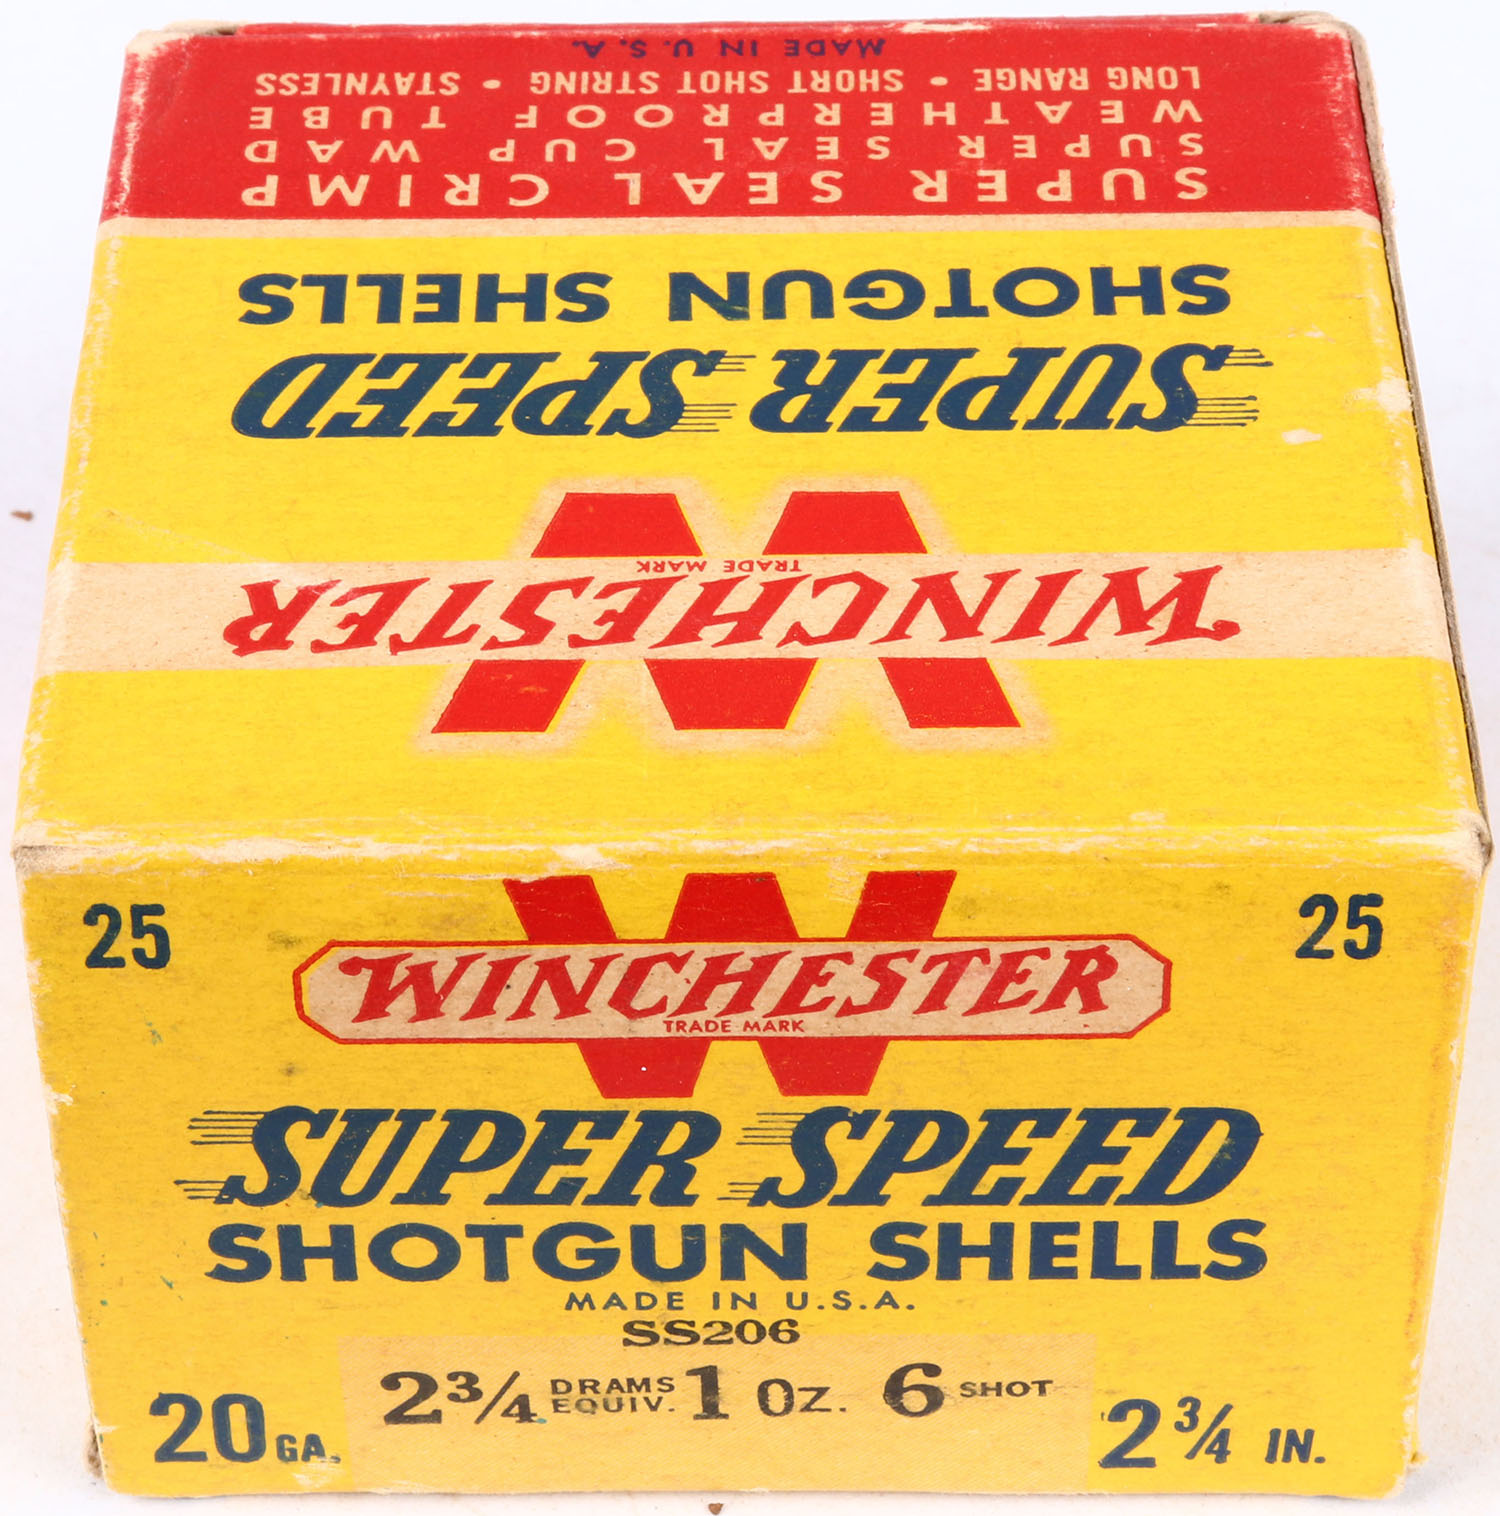 MADE IN U.S.A.
LONG RANGE • SHORT SHOT STRING • STAYNLESS
WEATHERPROOF TUBE
SUPER SEAL CUP WAD
SUPER SEAL CRIMP
SHOTGUN SHELLS
SUPER SPEED
TRADE MARK
WINCHESTER
25 25
WINCHESTER
TRADE MARK
SUPER SPEED
SHOTGUN SHELLS
MADE IN U.S.A.
SS206
2 3/4 DRAMS EQUIV. 1 OZ. 6 SHOT
20 GA. 2 3/4 IN.